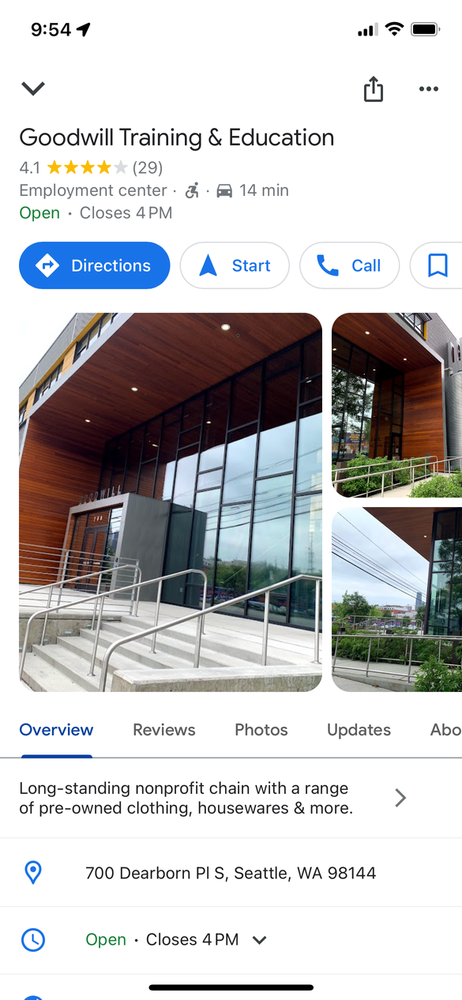 9:54
Goodwill Training & Education
4.1 (29)
Employment center · · 14 min
Open · Closes 4 PM
Directions
Start
Call
GOODWILL
700
Overview
Reviews
Photos
Updates
Abo
Long-standing nonprofit chain with a range
of pre-owned clothing, housewares & more.
700 Dearborn Pl S, Seattle, WA 98144
Open · Closes 4 PM